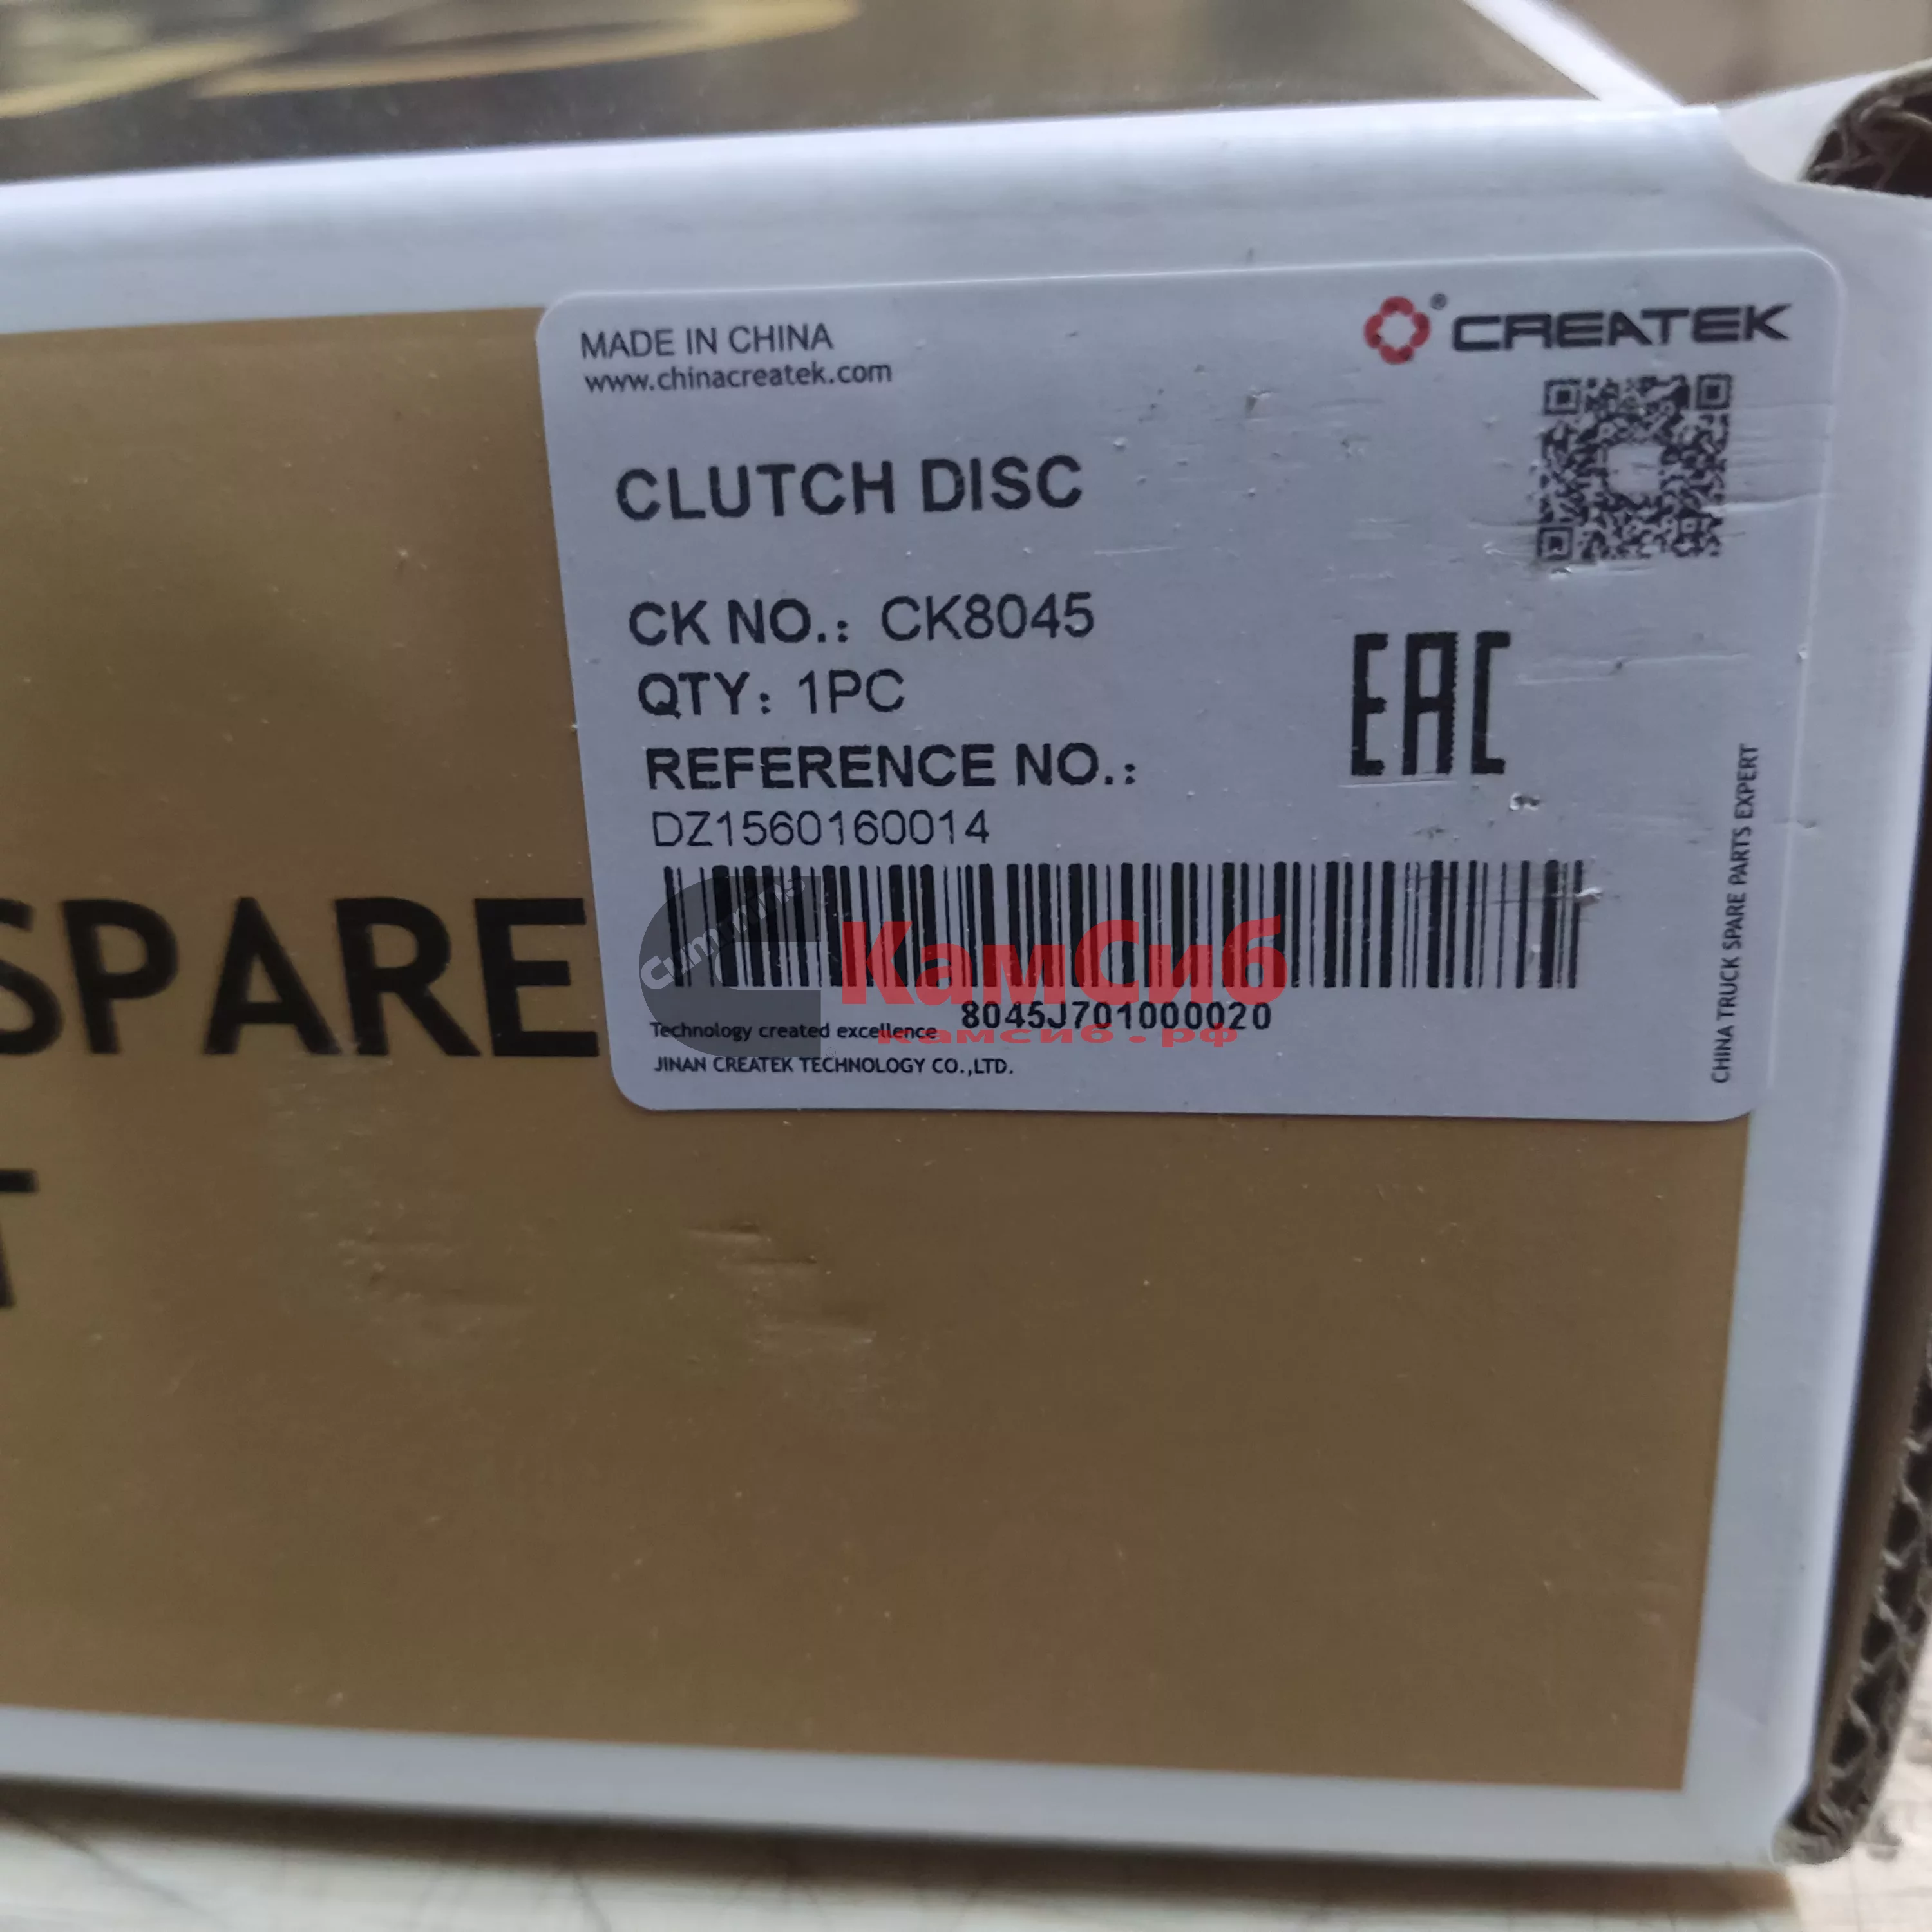 MADE IN CHINA
www.chinacreatek.com
® CREATEK
CLUTCH DISC
CK NO.: CK8045
QTY: 1PC
EAC
REFERENCE NO.:
DZ1560160014
Cummins
КамСиб
8045J701000020
камсиб.рф
Technology created excellence
JINAN CREATEK TECHNOLOGY CO.,LTD.
CHINA TRUCK SPARE PARTS EXPERT
SPARE
T